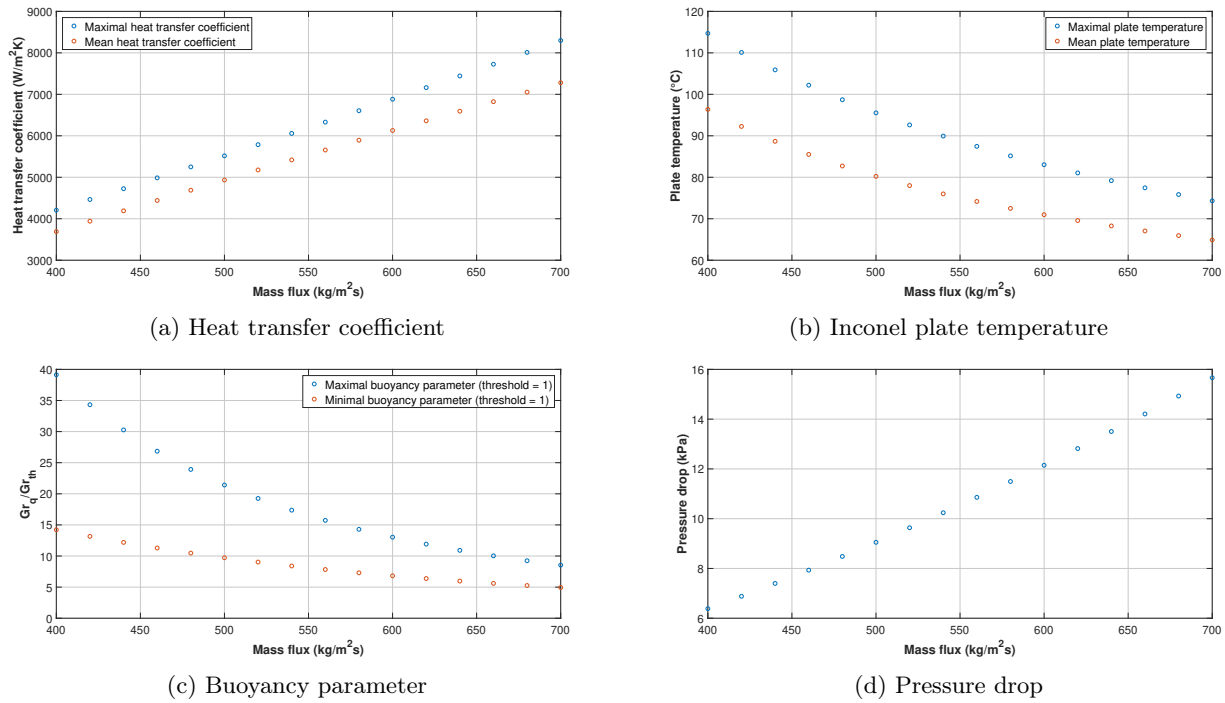 9000
8000
7000
6000
5000
4000
3000
Heat transfer coefficient (W/m²K)
Maximal heat transfer coefficient
Mean heat transfer coefficient
400 450 500 550 600 650 700
Mass flux (kg/m²s)
(a) Heat transfer coefficient
120
110
100
90
80
70
60
Plate temperature (°C)
Maximal plate temperature
Mean plate temperature
400 450 500 550 600 650 700
Mass flux (kg/m²s)
(b) Inconel plate temperature
40
35
30
25
20
15
10
5
0
Gr_q/Gr_th
Maximal buoyancy parameter (threshold = 1)
Minimal buoyancy parameter (threshold = 1)
400 450 500 550 600 650 700
Mass flux (kg/m²s)
(c) Buoyancy parameter
16
14
12
10
8
6
Pressure drop (kPa)
400 450 500 550 600 650 700
Mass flux (kg/m²s)
(d) Pressure drop